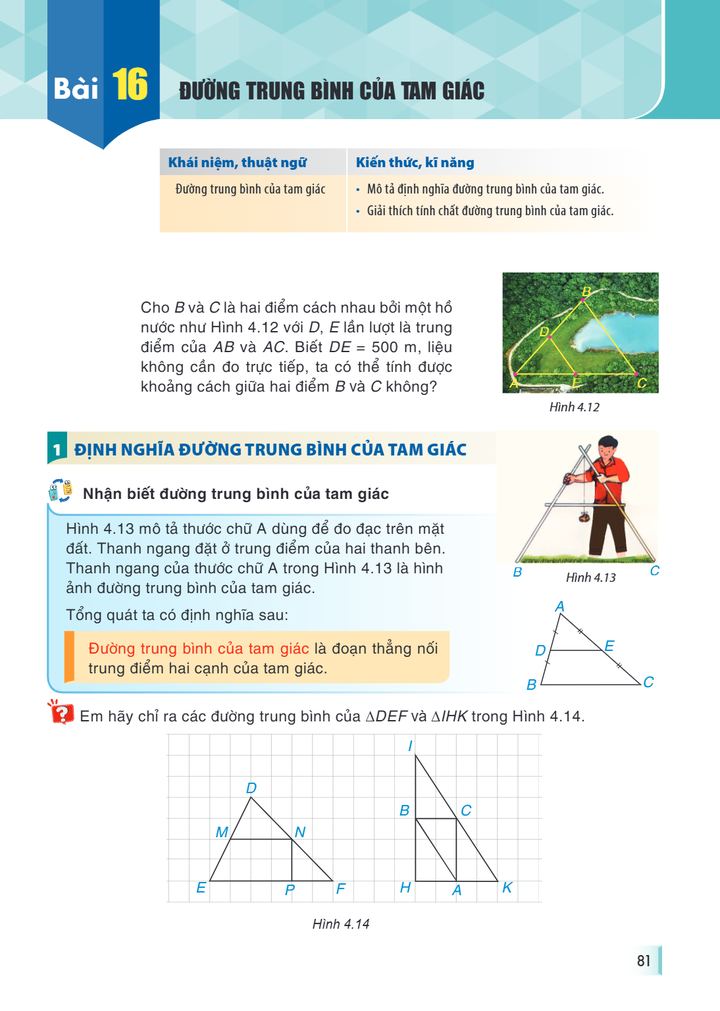 Bài 16
ĐƯỜNG TRUNG BÌNH CỦA TAM GIÁC
Khái niệm, thuật ngữ
Kiến thức, kĩ năng
Đường trung bình của tam giác
• Mô tả định nghĩa đường trung bình của tam giác.
• Giải thích tính chất đường trung bình của tam giác.
Cho B và C là hai điểm cách nhau bởi một hồ
nước như Hình 4.12 với D, E lần lượt là trung
điểm của AB và AC. Biết DE = 500 m, liệu
không cần đo trực tiếp, ta có thể tính được
khoảng cách giữa hai điểm B và C không?
B
D
A
E
C
Hình 4.12
1 ĐỊNH NGHĨA ĐƯỜNG TRUNG BÌNH CỦA TAM GIÁC
Nhận biết đường trung bình của tam giác
Hình 4.13 mô tả thước chữ A dùng để đo đạc trên mặt
đất. Thanh ngang đặt ở trung điểm của hai thanh bên.
Thanh ngang của thước chữ A trong Hình 4.13 là hình
ảnh đường trung bình của tam giác.
Tổng quát ta có định nghĩa sau:
Đường trung bình của tam giác là đoạn thẳng nối
trung điểm hai cạnh của tam giác.
B
C
Hình 4.13
A
D
E
B
C
? Em hãy chỉ ra các đường trung bình của ∆DEF và ∆IHK trong Hình 4.14.
D
M
N
E
P
F
I
B
C
H
A
K
Hình 4.14
81